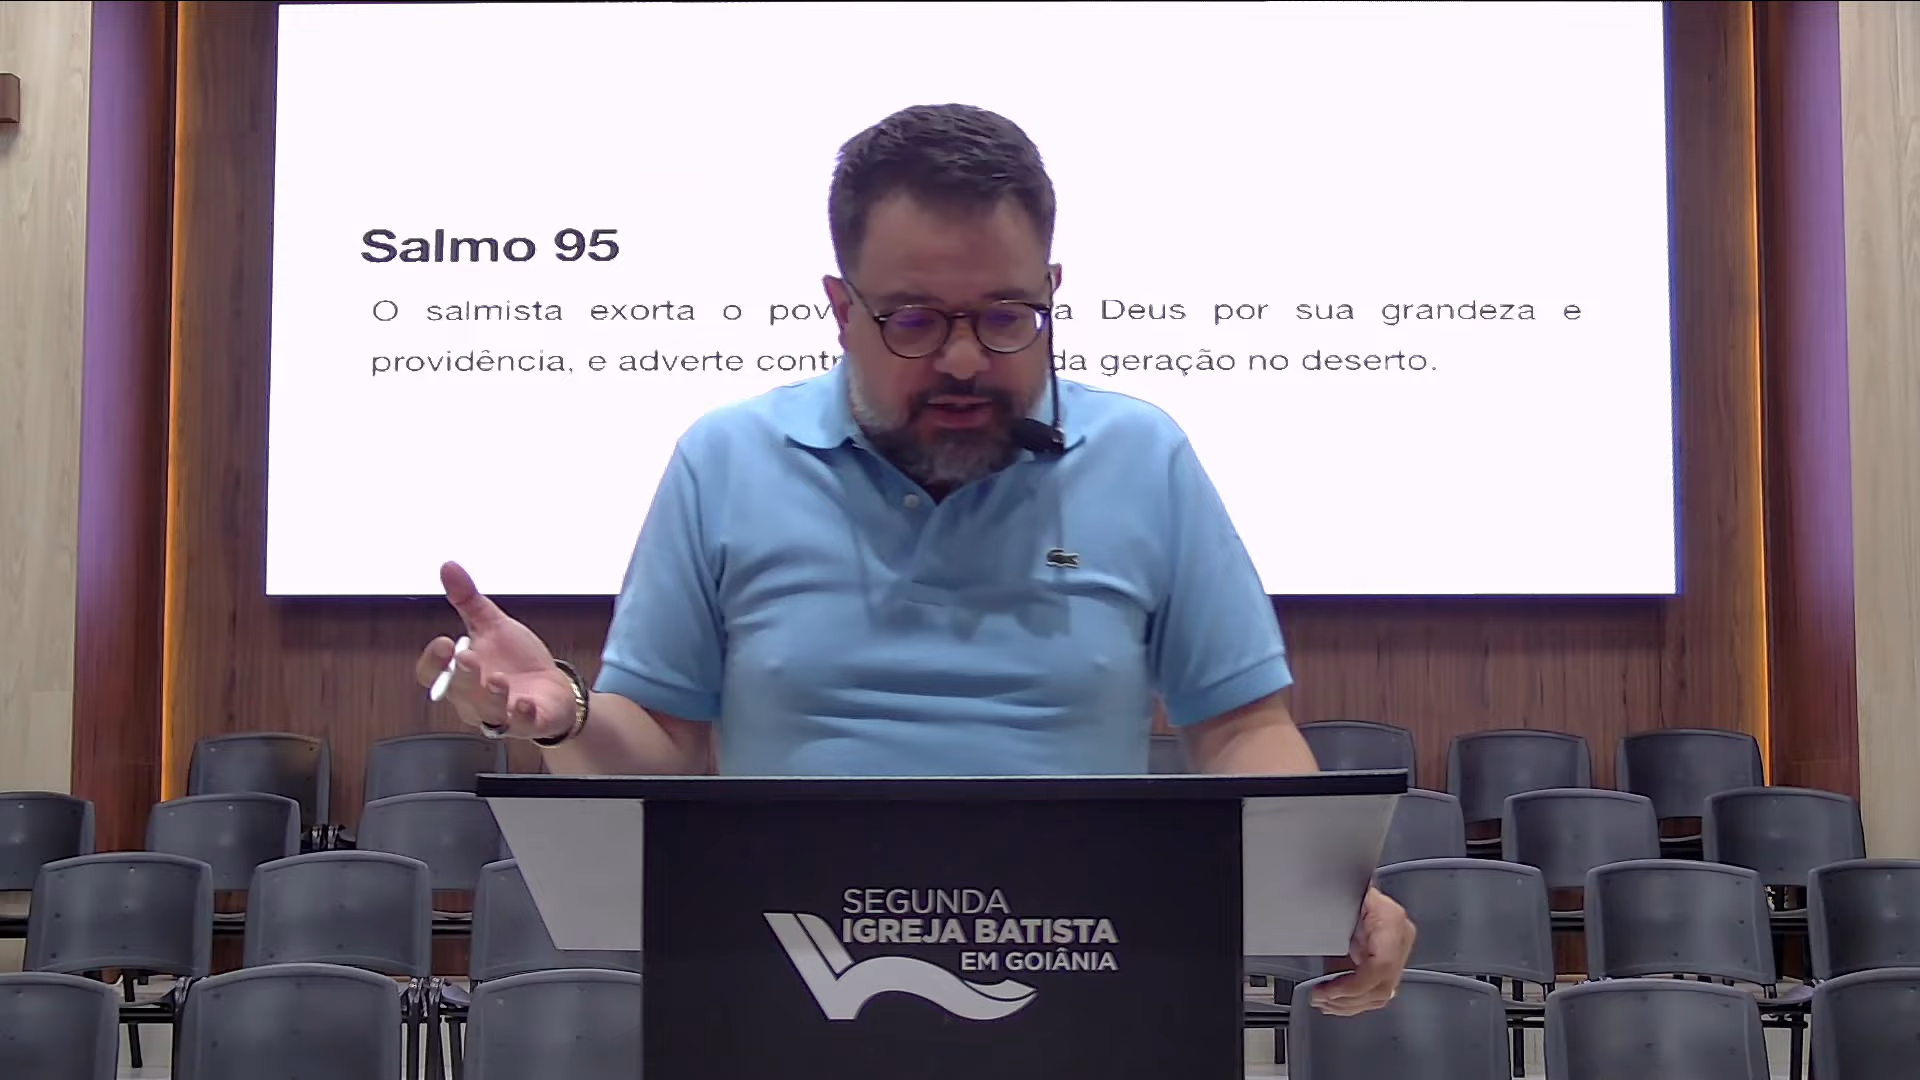 Salmo 95
O salmista exorta o pov a Deus por sua grandeza e
providência, e adverte contr da geração no deserto.
SEGUNDA
IGREJA BATISTA
EM GOIÂNIA